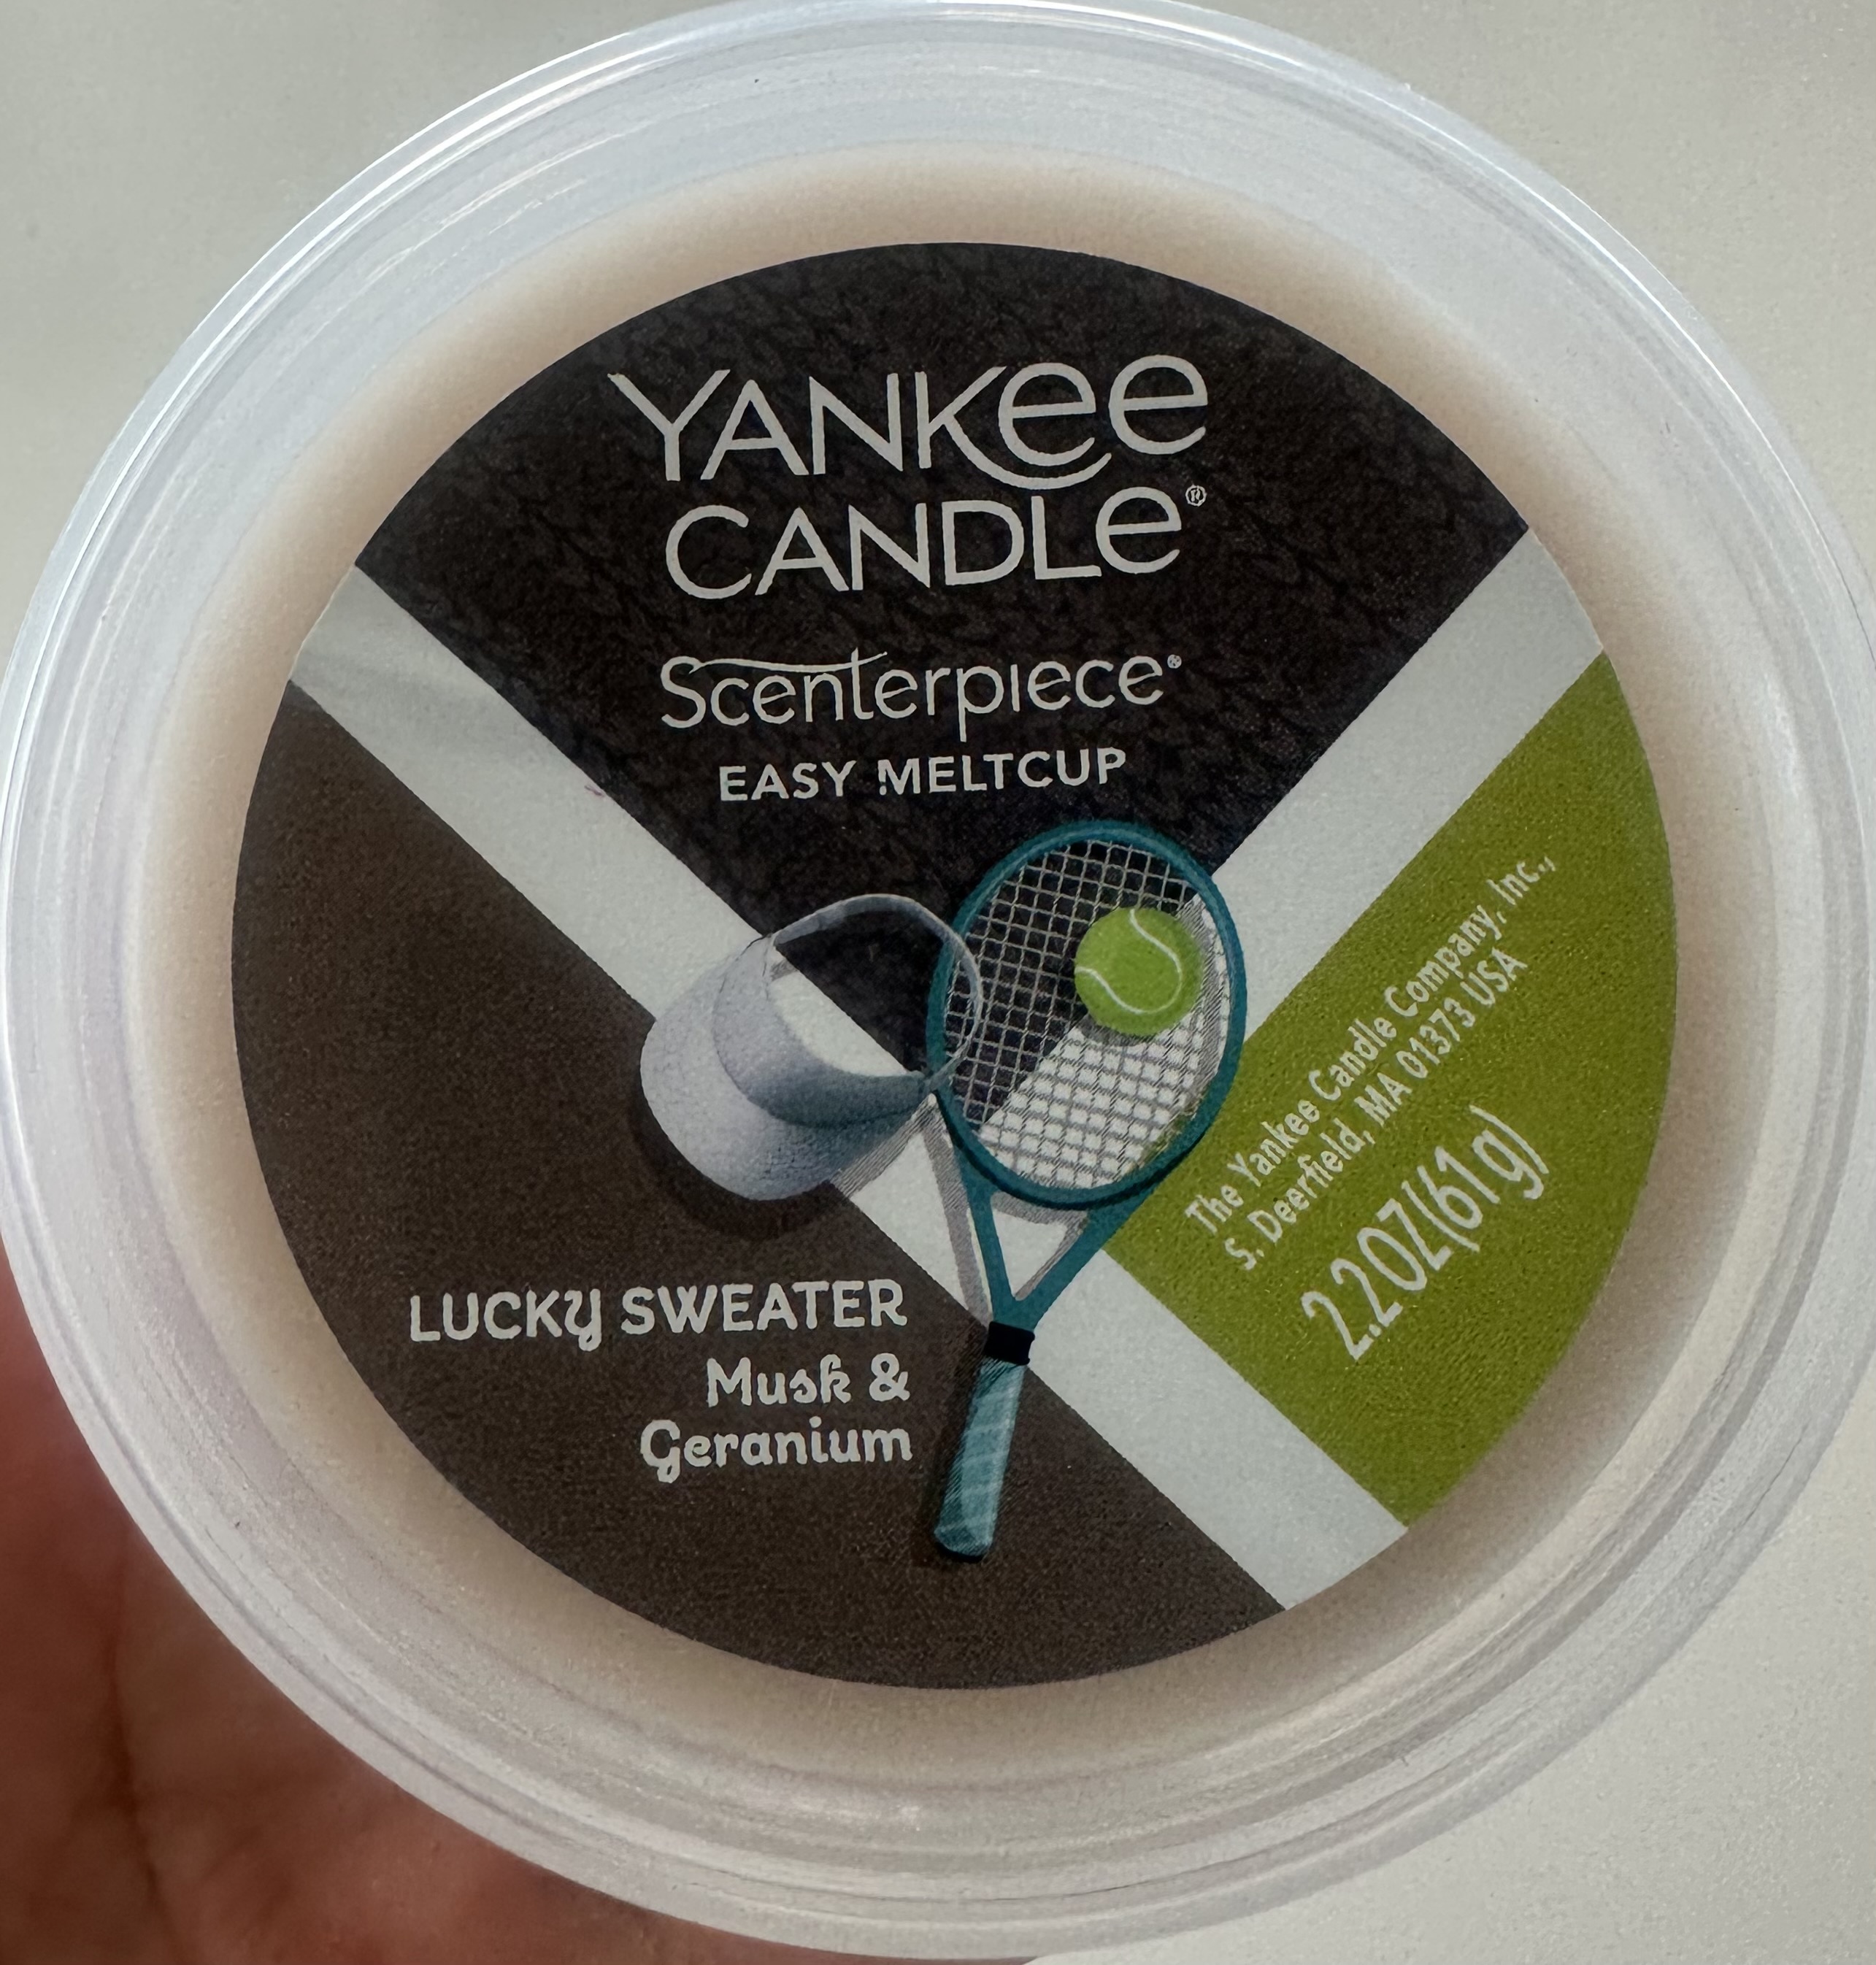 YANKEE
CANDLE®
Scenterpiece®
EASY MELTCUP
LUCKY SWEATER
Musk &
Geranium
The Yankee Candle Company, Inc.,
S. Deerfield, MA 01373 USA
2.2OZ(61g)